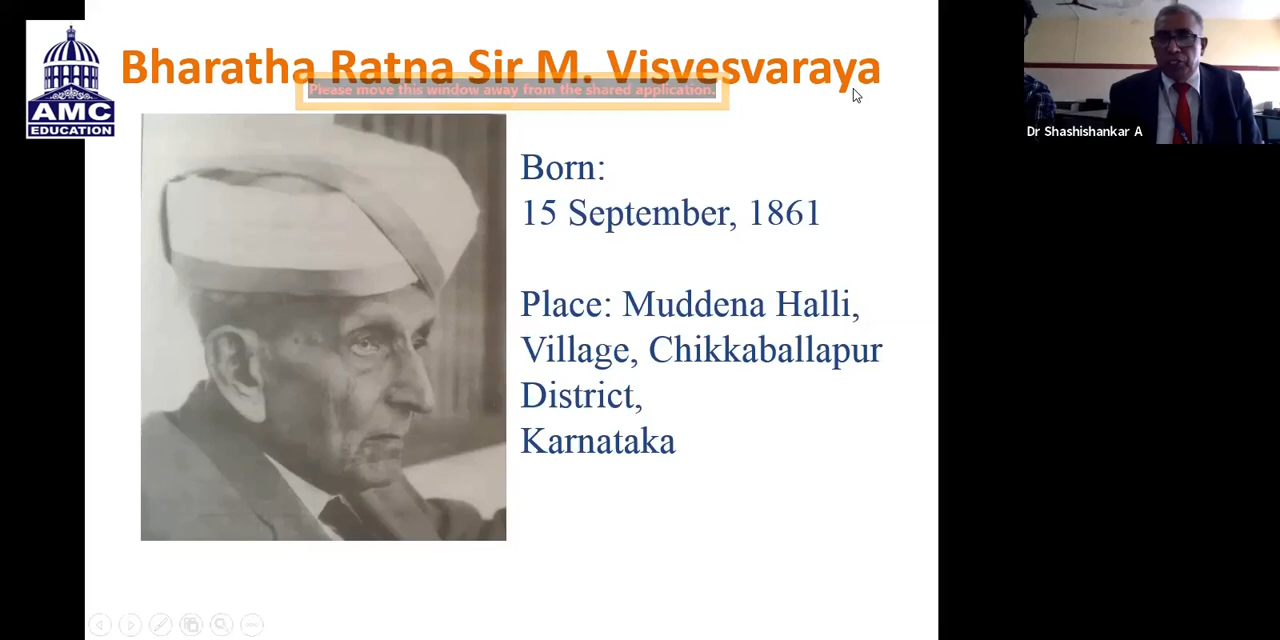 Bharatha Ratna Sir M. Visvesvaraya
Please move this window away from the shared application.
AMC
EDUCATION
Born:
15 September, 1861
Place: Muddena Halli,
Village, Chikkaballapur
District,
Karnataka
Dr Shashishankar A